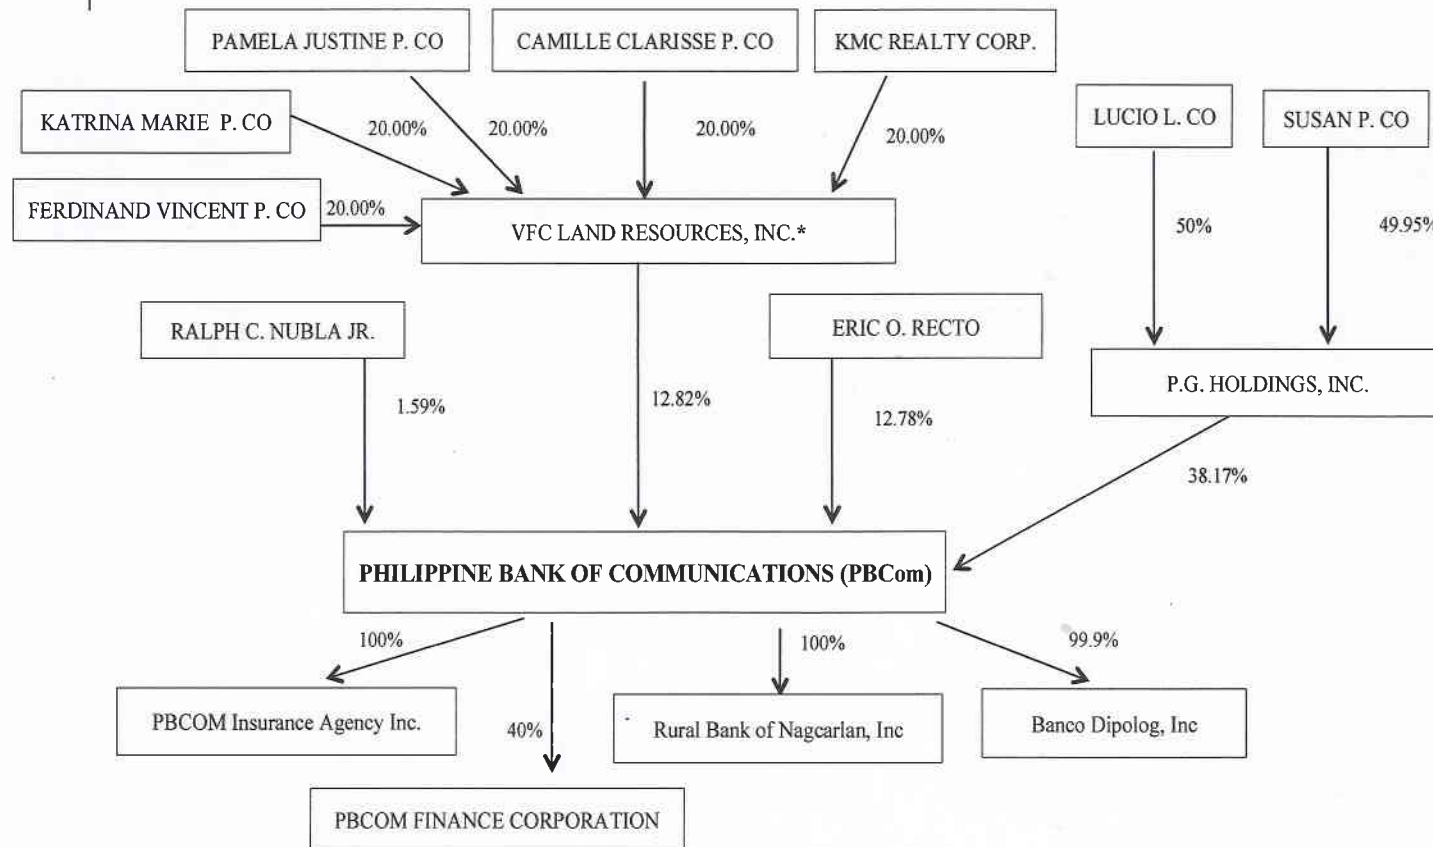 PAMELA JUSTINE P. CO
CAMILLE CLARISSE P. CO
KMC REALTY CORP.
KATRINA MARIE P. CO
20.00%
20.00%
20.00%
20.00%
LUCIO L. CO
SUSAN P. CO
FERDINAND VINCENT P. CO
20.00%
VFC LAND RESOURCES, INC.*
50%
49.95%
RALPH C. NUBLA JR.
ERIC O. RECTO
P.G. HOLDINGS, INC.
1.59%
12.82%
12.78%
38.17%
PHILIPPINE BANK OF COMMUNICATIONS (PBCom)
100%
40%
100%
99.9%
PBCOM Insurance Agency Inc.
Rural Bank of Nagcarlan, Inc
Banco Dipolog, Inc
PBCOM FINANCE CORPORATION